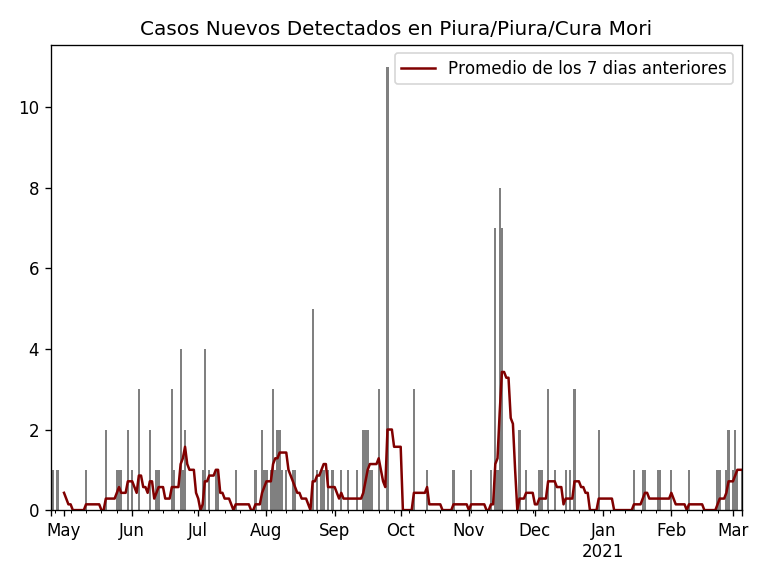 Casos Nuevos Detectados en Piura/Piura/Cura Mori
Promedio de los 7 dias anteriores
10
8
6
4
2
0
May Jun Jul Aug Sep Oct Nov Dec Jan Feb Mar
2021